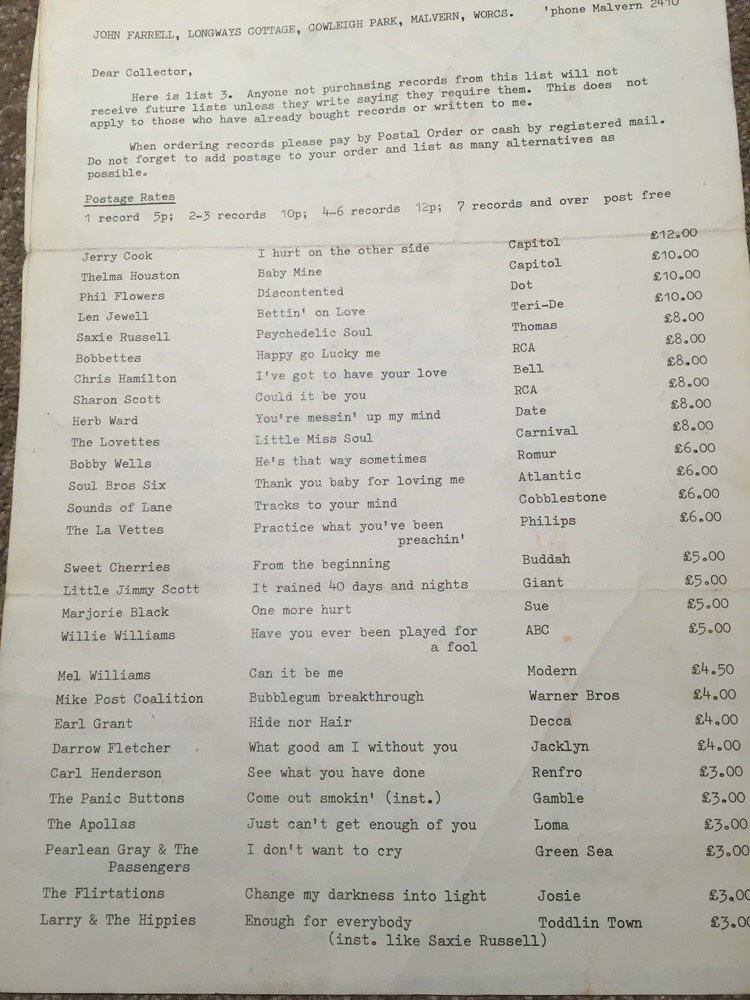 JOHN FARRELL, LONGWAYS COTTAGE, COWLEIGH PARK, MALVERN, WORCS. 'phone Malvern 2410
Dear Collector,
Here is list 3. Anyone not purchasing records from this list will not
receive future lists unless they write saying they require them. This does not
apply to those who have already bought records or written to me.
When ordering records please pay by Postal Order or cash by registered mail.
Do not forget to add postage to your order and list as many alternatives as
possible.
Postage Rates
1 record 5p; 2-3 records 10p; 4-6 records 12p; 7 records and over post free
Jerry Cook I hurt on the other side Capitol £12.00
Thelma Houston Baby Mine Capitol £10.00
Phil Flowers Discontented Dot £10.00
Len Jewell Bettin' on Love Teri-De £10.00
Saxie Russell Psychedelic Soul Thomas £8.00
Bobbettes Happy go Lucky me RCA £8.00
Chris Hamilton I've got to have your love Bell £8.00
Sharon Scott Could it be you RCA £8.00
Herb Ward You're messin' up my mind Date £8.00
The Lovettes Little Miss Soul Carnival £8.00
Bobby Wells He's that way sometimes Romur £6.00
Soul Bros Six Thank you baby for loving me Atlantic £6.00
Sounds of Lane Tracks to your mind Cobblestone £6.00
The La Vettes Practice what you've been Philips £6.00
preachin'
Sweet Cherries From the beginning Buddah £5.00
Little Jimmy Scott It rained 40 days and nights Giant £5.00
Marjorie Black One more hurt Sue £5.00
Willie Williams Have you ever been played for ABC £5.00
a fool
Mel Williams Can it be me Modern £4.50
Mike Post Coalition Bubblegum breakthrough Warner Bros £4.00
Earl Grant Hide nor Hair Decca £4.00
Darrow Fletcher What good am I without you Jacklyn £4.00
Carl Henderson See what you have done Renfro £3.00
The Panic Buttons Come out smokin' (inst.) Gamble £3.00
The Apollas Just can't get enough of you Loma £3.00
Pearlean Gray & The I don't want to cry Green Sea £3.00
Passengers
The Flirtations Change my darkness into light Josie £3.00
Larry & The Hippies Enough for everybody Toddlin Town £3.00
(inst. like Saxie Russell)